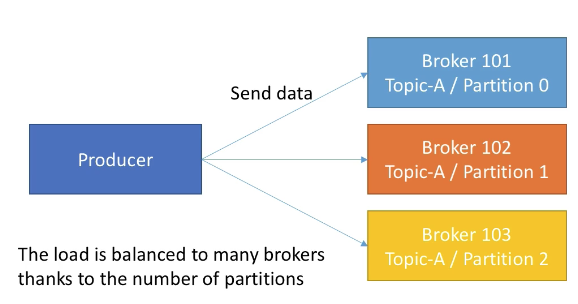 Broker 101
Topic-A / Partition 0
Send data
Producer
Broker 102
Topic-A / Partition 1
Broker 103
Topic-A / Partition 2
The load is balanced to many brokers
thanks to the number of partitions